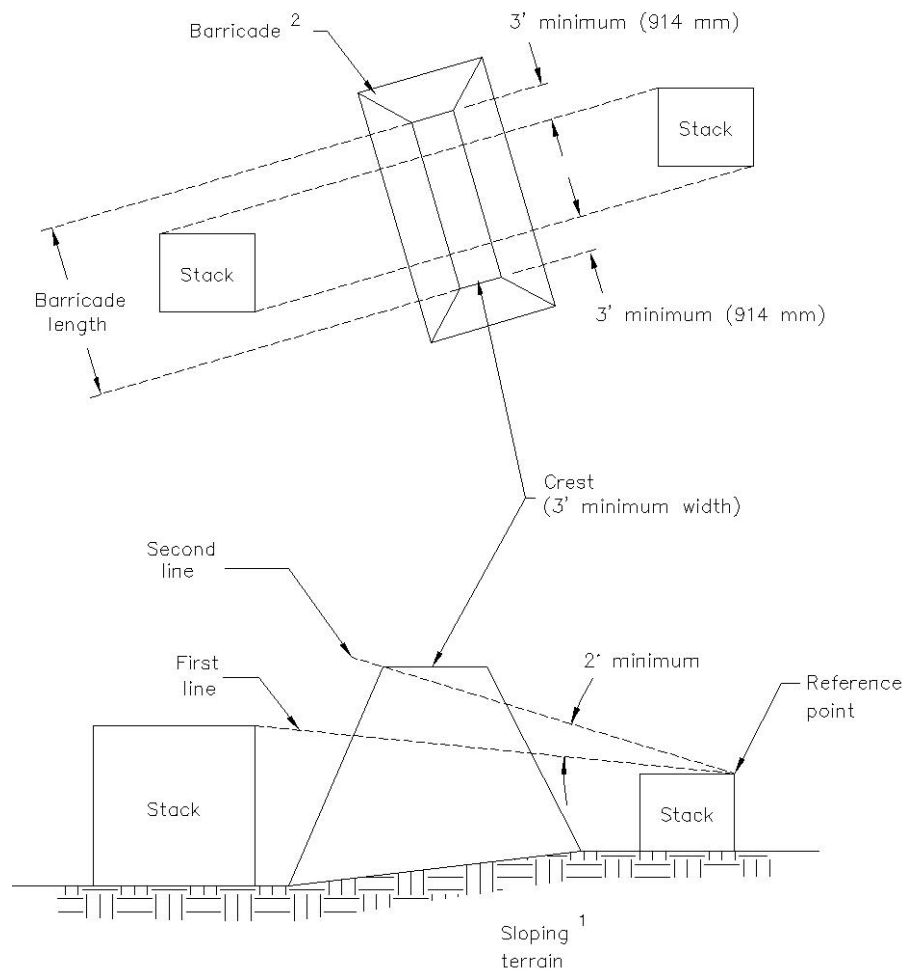 Barricade 2
3' minimum (914 mm)
Stack
Stack
Barricade
length
3' minimum (914 mm)
Crest
(3' minimum width)
Second
line
First
line
2° minimum
Reference
point
Stack
Stack
Sloping 1
terrain